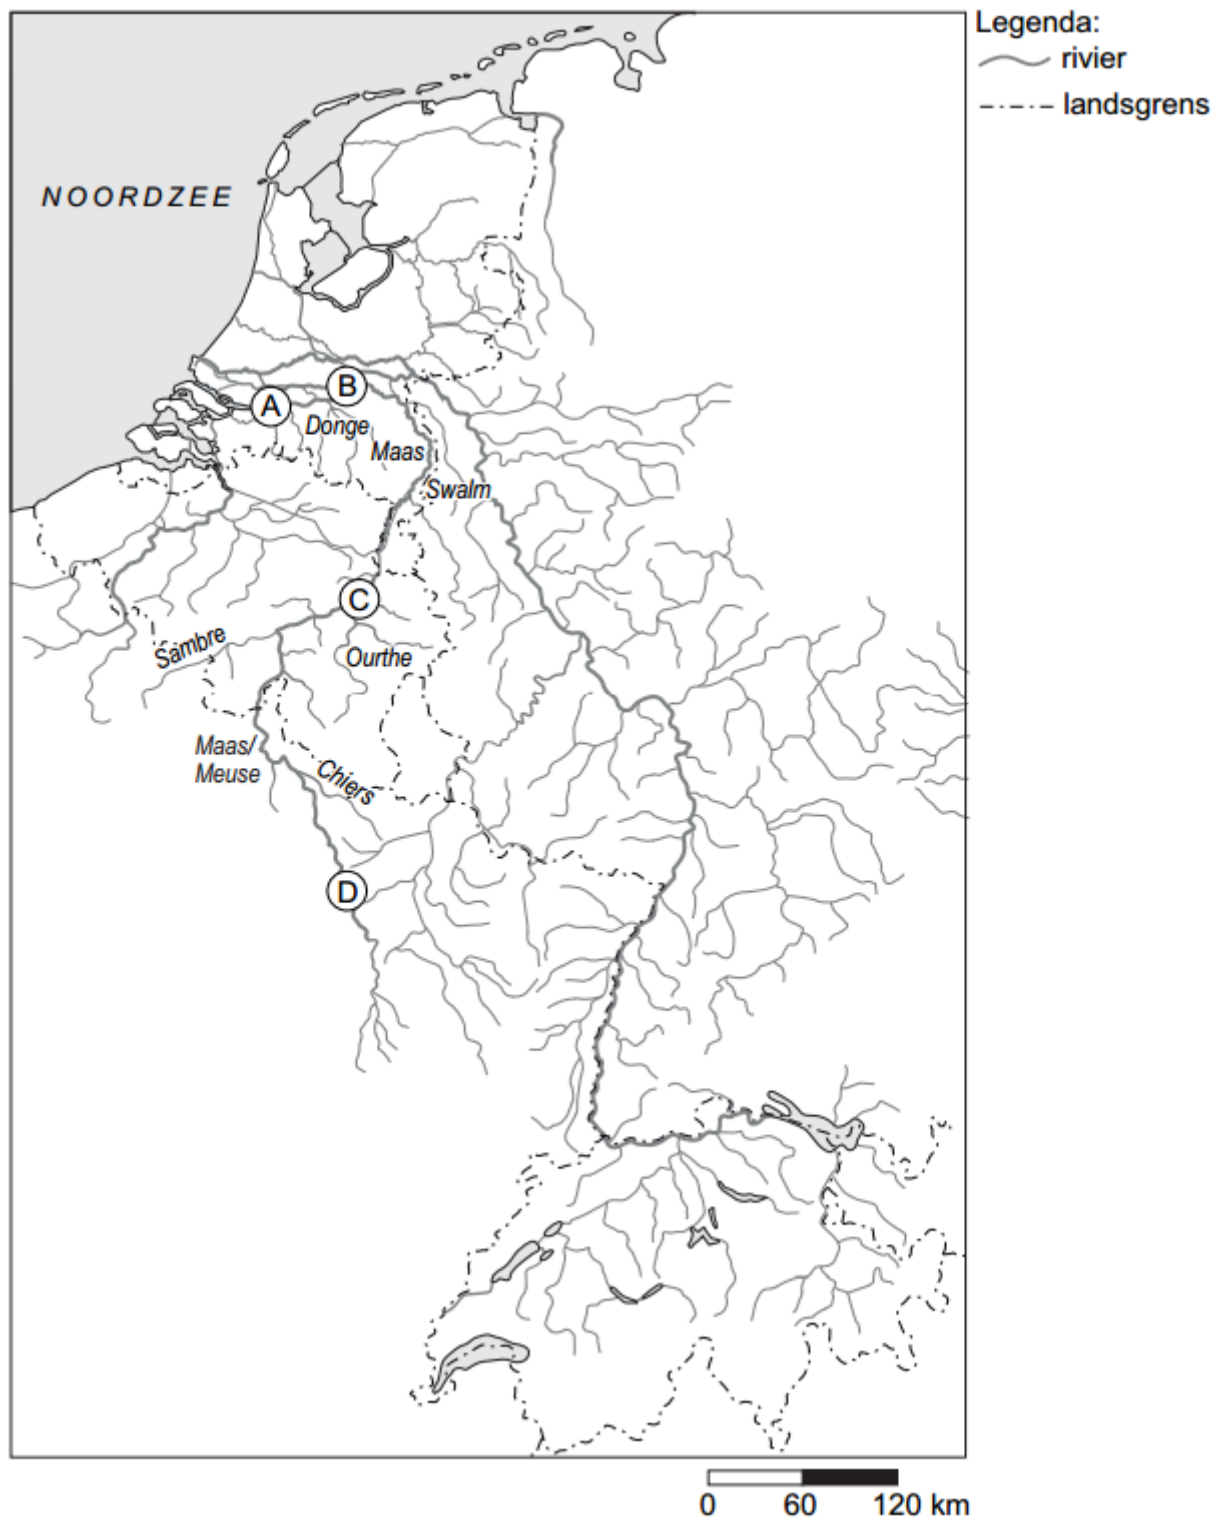 Legenda:
rivier
landsgrens
NOORDZEE
B
A
Donge
Maas
Swalm
C
Sambre
Ourthe
Maas/
Meuse
Chiers
D
0 60 120 km